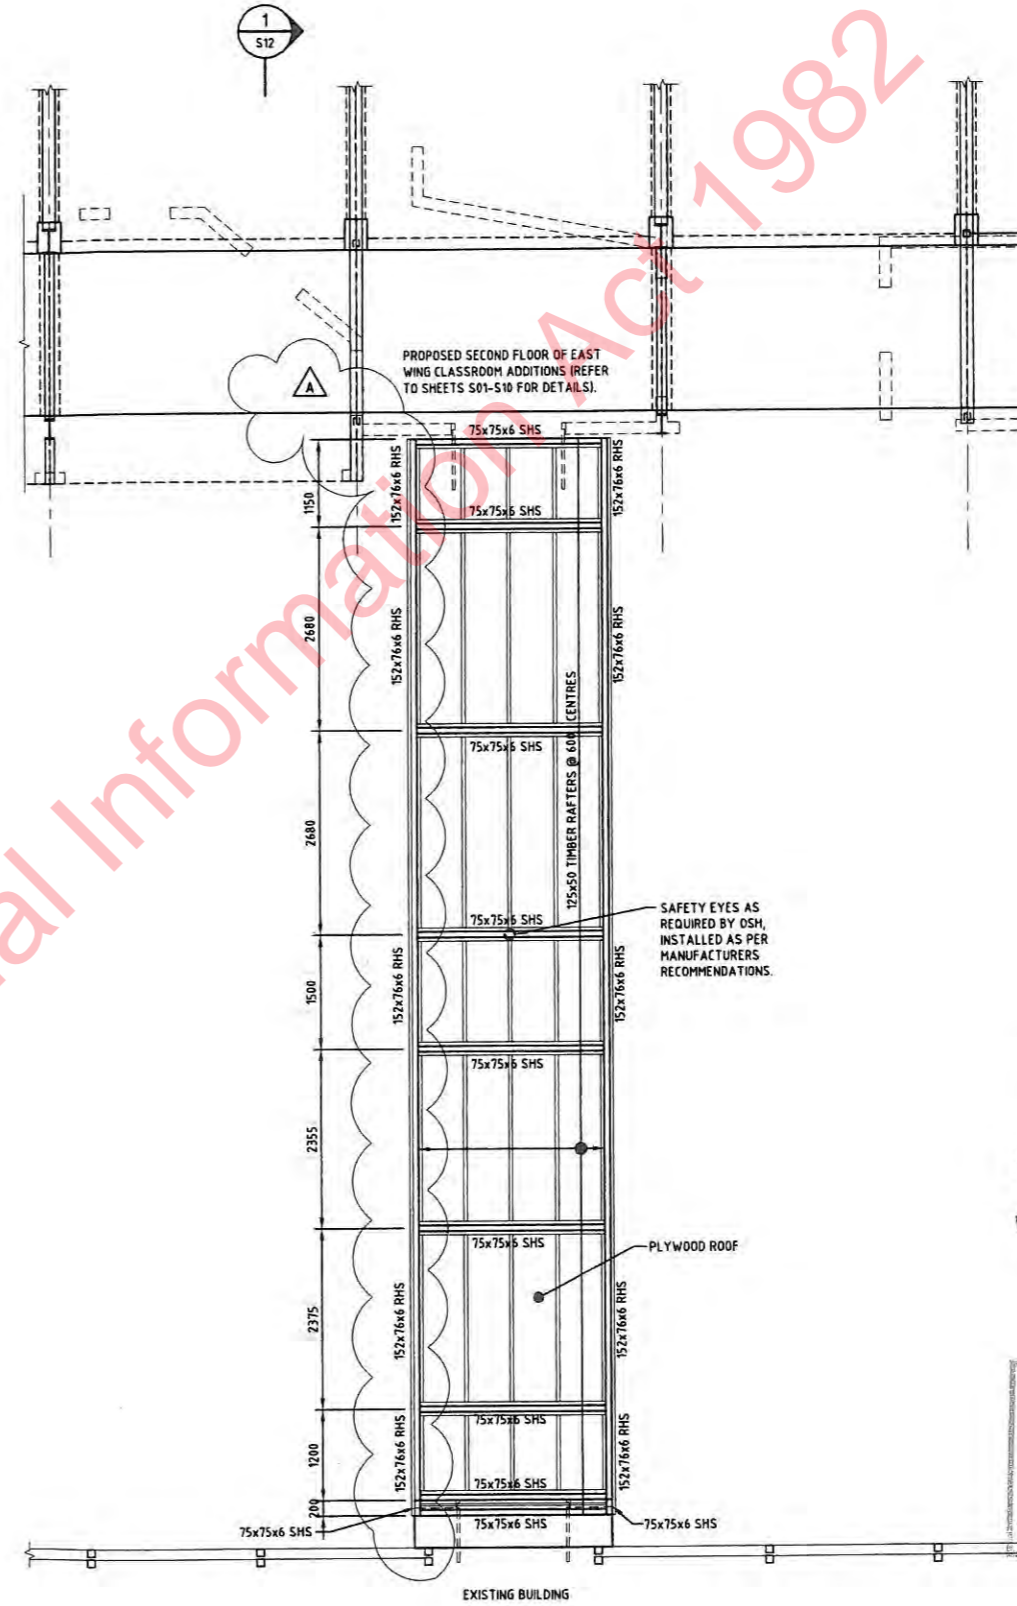 1
S12
PROPOSED SECOND FLOOR OF EAST
WING CLASSROOM ADDITIONS (REFER
TO SHEETS S01-S10 FOR DETAILS).
A
75x75x6 SHS
152x76x6 RHS
152x76x6 RHS
1150
75x75x6 SHS
2680
152x76x6 RHS
152x76x6 RHS
125x50 TIMBER RAFTERS @ 600 CENTRES
75x75x6 SHS
2680
SAFETY EYES AS
REQUIRED BY OSH,
INSTALLED AS PER
MANUFACTURERS
RECOMMENDATIONS.
75x75x6 SHS
1500
152x76x6 RHS
152x76x6 RHS
75x75x6 SHS
2355
75x75x6 SHS
PLYWOOD ROOF
2375
152x76x6 RHS
152x76x6 RHS
75x75x6 SHS
1200
152x76x6 RHS
152x76x6 RHS
75x75x6 SHS
200
75x75x6 SHS
75x75x6 SHS
75x75x6 SHS
EXISTING BUILDING
al Information Act 1982